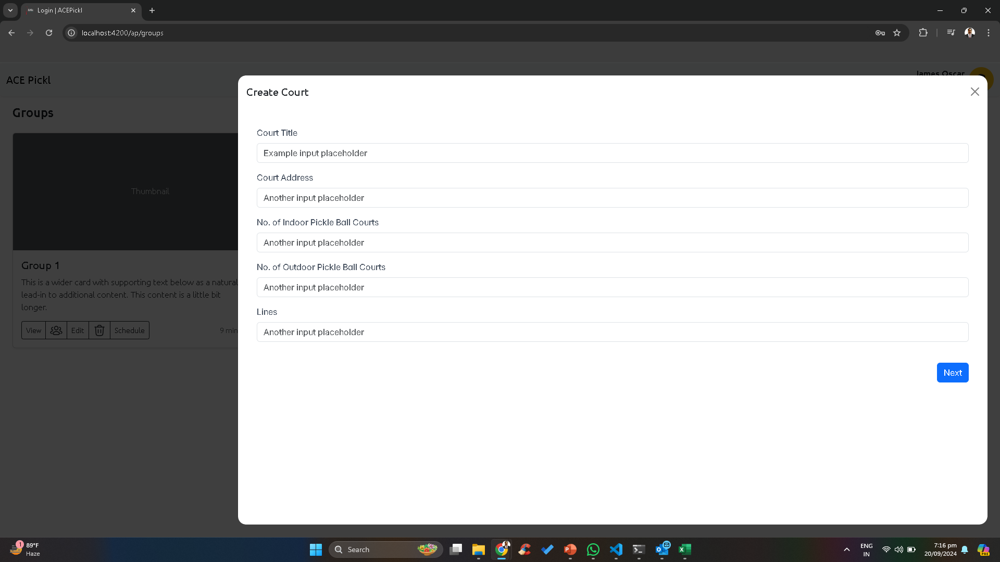 Login | ACEPickl
localhost:4200/ap/groups
ACE Pickl
James Oscar
Groups
Thumbnail
Group 1
This is a wider card with supporting text below as a natural
lead-in to additional content. This content is a little bit
longer.
View
Edit
Schedule
9 min
Create Court
Court Title
Example input placeholder
Court Address
Another input placeholder
No. of Indoor Pickle Ball Courts
Another input placeholder
No. of Outdoor Pickle Ball Courts
Another input placeholder
Lines
Another input placeholder
Next
1
89°F
Haze
Search
ENG
IN
7:16 pm
20/09/2024
PRE